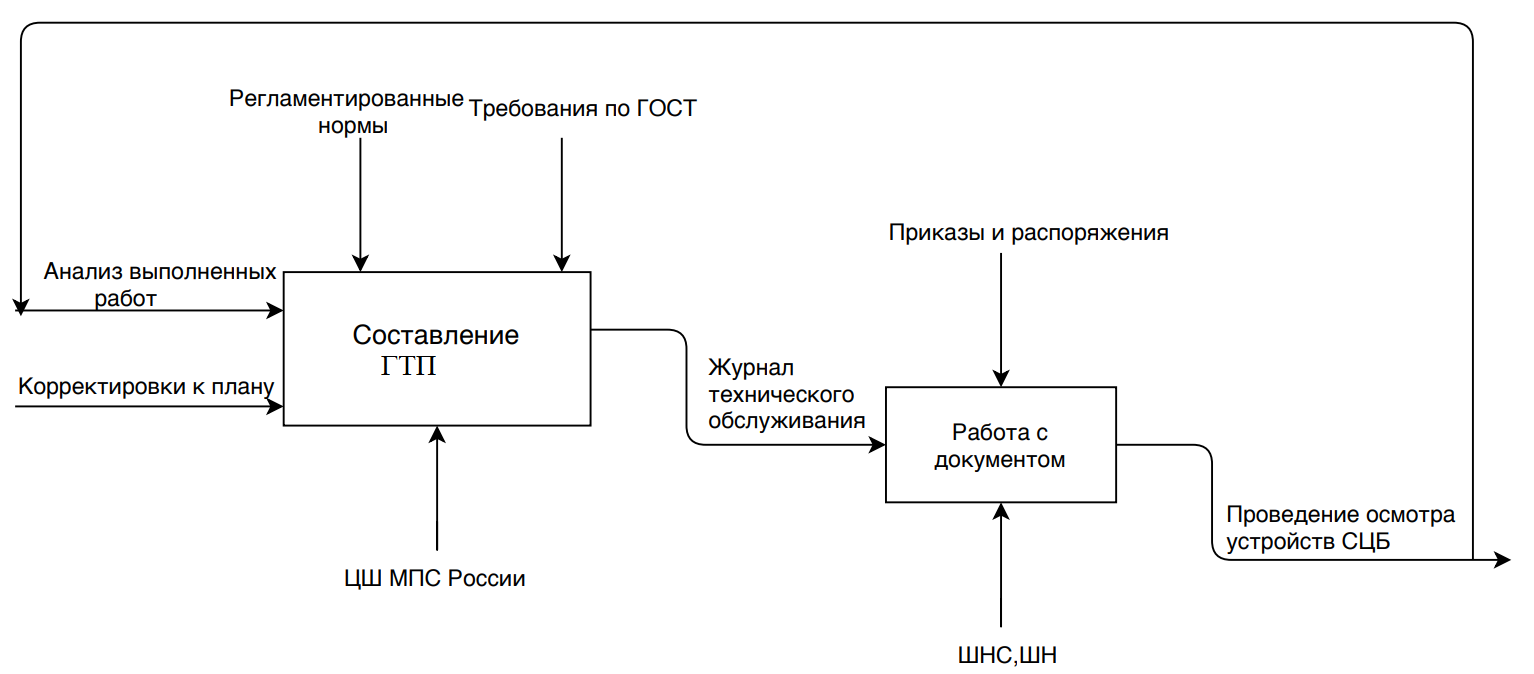 Регламентированные
нормы
Требования по ГОСТ
Приказы и распоряжения
Анализ выполненных
работ
Корректировки к плану
Составление
ГТП
Журнал
технического
обслуживания
Работа с
документом
Проведение осмотра
устройств СЦБ
ЦШ МПС России
ШНС,ШН